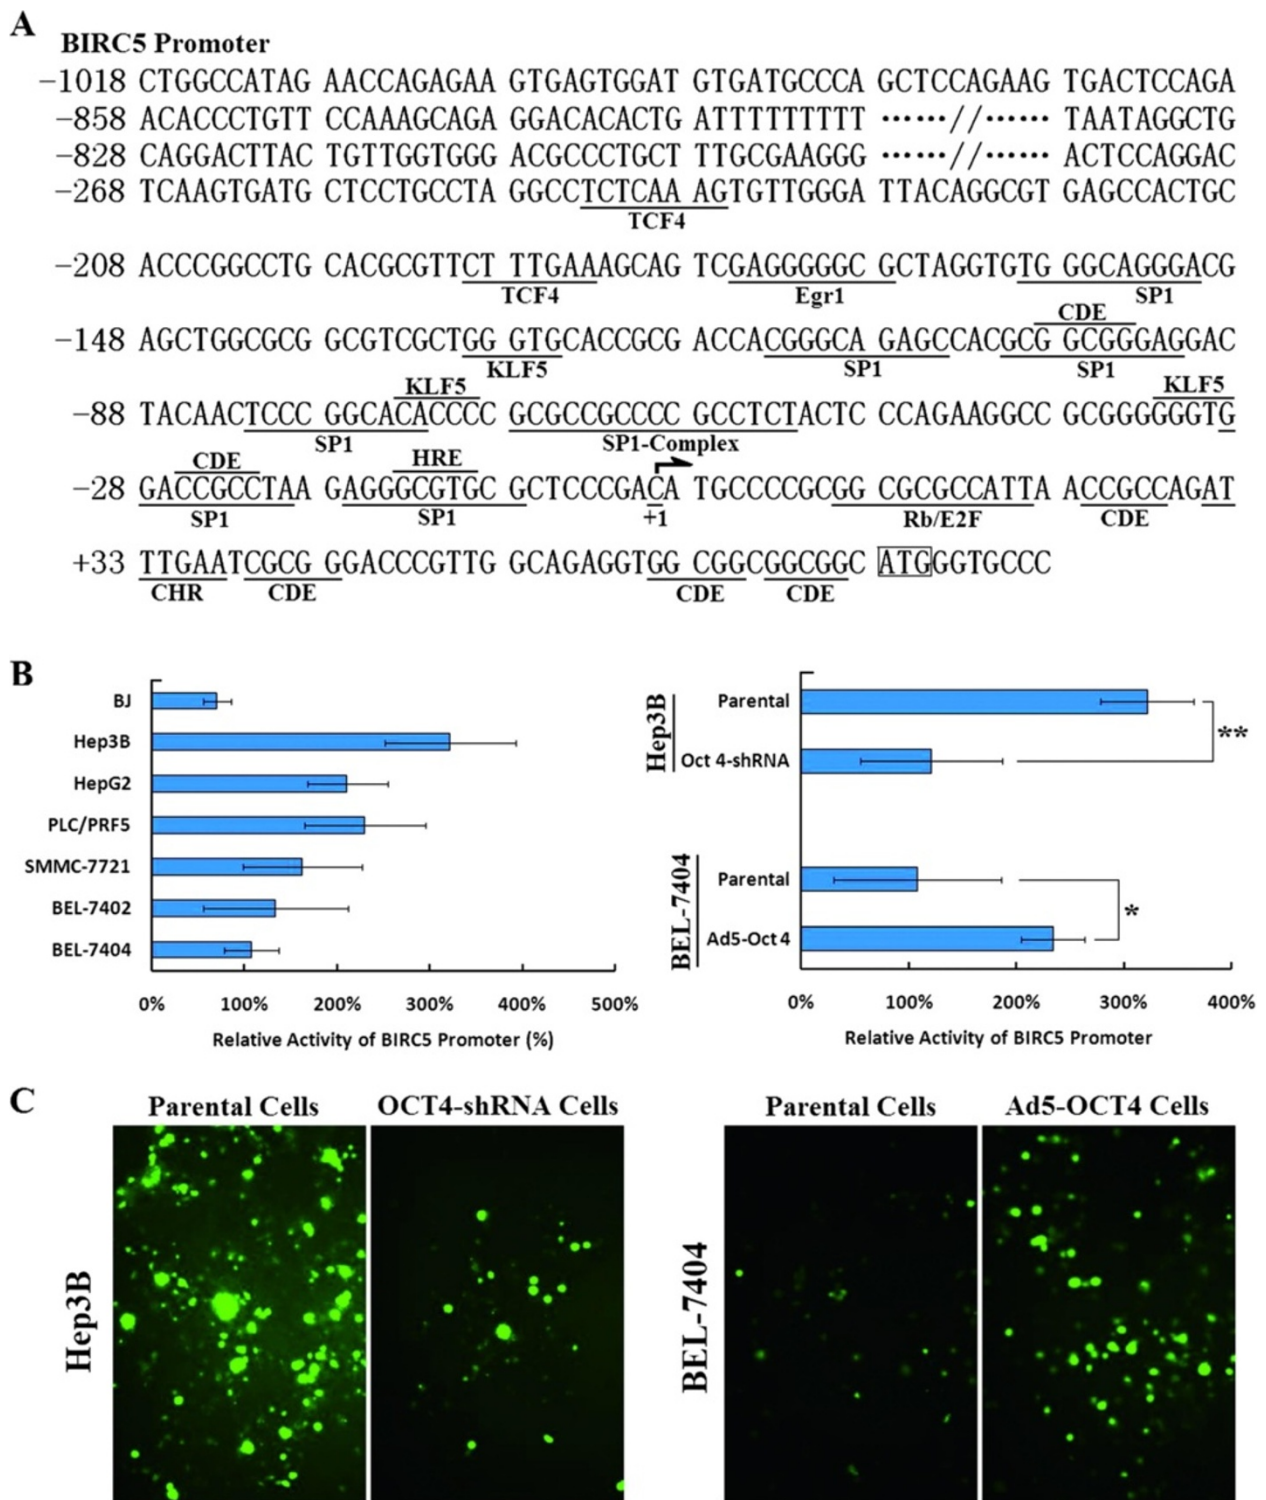 A
BIRC5 Promoter
−1018 CTGGCCATAG AACCAGAGAA GTGAGTGGAT GTGATGCCCA GCTCCAGAAG TGACTCCAGA
−858 ACACCCTGTT CCAAAGCAGA GGACACACTG ATTTTTTTTT ······//······ TAATAGGCTG
−828 CAGGACTTAC TGTTGGTGGG ACGCCCTGCT TTGCGAAGGG ······//······ ACTCCAGGAC
−268 TCAAGTGATG CTCCTGCCTA GGCCTCTCAA AGTGTTGGGA TTACAGGCGT GAGCCACTGC
TCF4
−208 ACCCGGCCTG CACGCGTTCT TTGAAAGCAG TCGAGGGGGC GCTAGGTGTG GGCAGGGACG
TCF4 Egr1 SP1
CDE
−148 AGCTGGCGCG GCGTCGCTGG GTGCACCGCG ACCACGGGCA GAGCCACGCG GCGGGAGGAC
KLF5 SP1 SP1
KLF5 KLF5
−88 TACAACTCCC GGCACACCCC GCGCCGCCCC GCCTCTACTC CCAGAAGGCC GCGGGGGGTG
SP1 SP1-Complex
CDE HRE
−28 GACCGCCTAA GAGGGCGTGC GCTCCCGACA TGCCCCGCGG CGCGCCATTA ACCGCCAGAT
SP1 SP1 +1 Rb/E2F CDE
+33 TTGAATCGCG GGACCCGTTG GCAGAGGTGG CGGCGGCGGC ATGGGTGCCC
CHR CDE CDE CDE
B
BJ
Hep3B
HepG2
PLC/PRF5
SMMC-7721
BEL-7402
BEL-7404
0% 100% 200% 300% 400% 500%
Relative Activity of BIRC5 Promoter (%)
Hep3B
Parental
Oct 4-shRNA
**
BEL-7404
Parental
Ad5-Oct 4
*
0% 100% 200% 300% 400%
Relative Activity of BIRC5 Promoter
C
Parental Cells OCT4-shRNA Cells Parental Cells Ad5-OCT4 Cells
Hep3B
BEL-7404